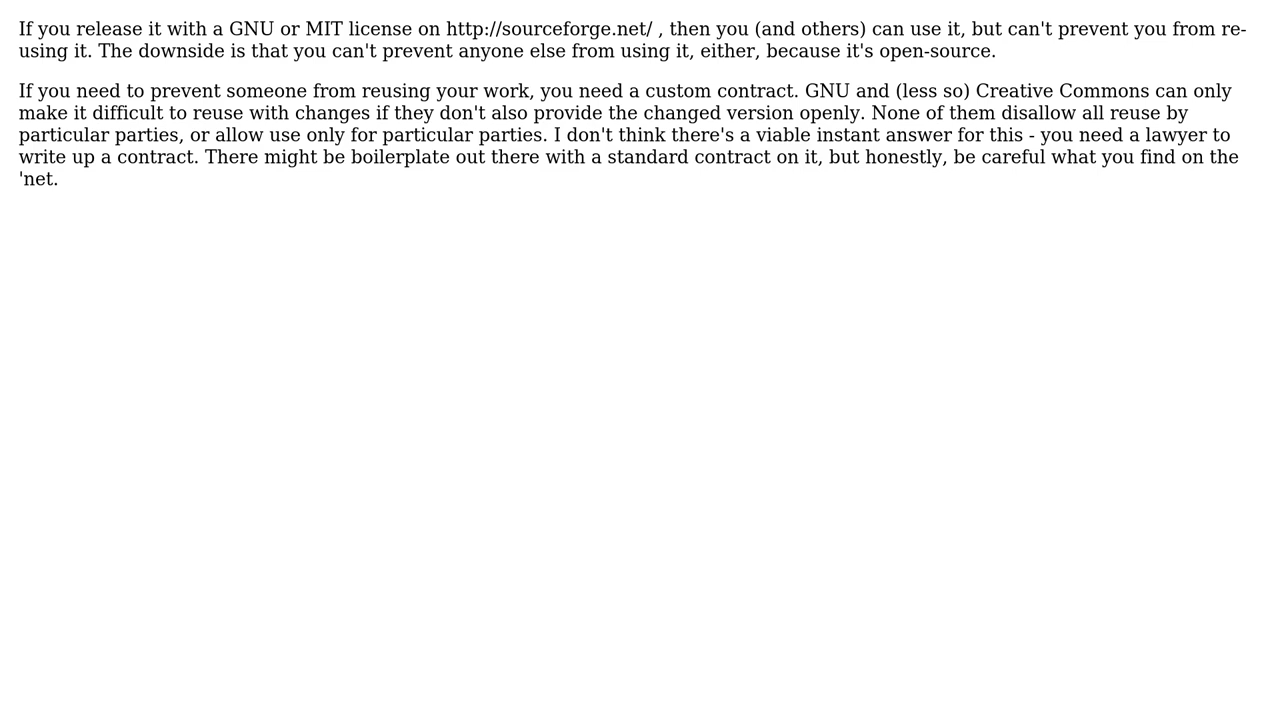 If you release it with a GNU or MIT license on http://sourceforge.net/ , then you (and others) can use it, but can't prevent you from re-
using it. The downside is that you can't prevent anyone else from using it, either, because it's open-source.
If you need to prevent someone from reusing your work, you need a custom contract. GNU and (less so) Creative Commons can only
make it difficult to reuse with changes if they don't also provide the changed version openly. None of them disallow all reuse by
particular parties, or allow use only for particular parties. I don't think there's a viable instant answer for this - you need a lawyer to
write up a contract. There might be boilerplate out there with a standard contract on it, but honestly, be careful what you find on the
'net.